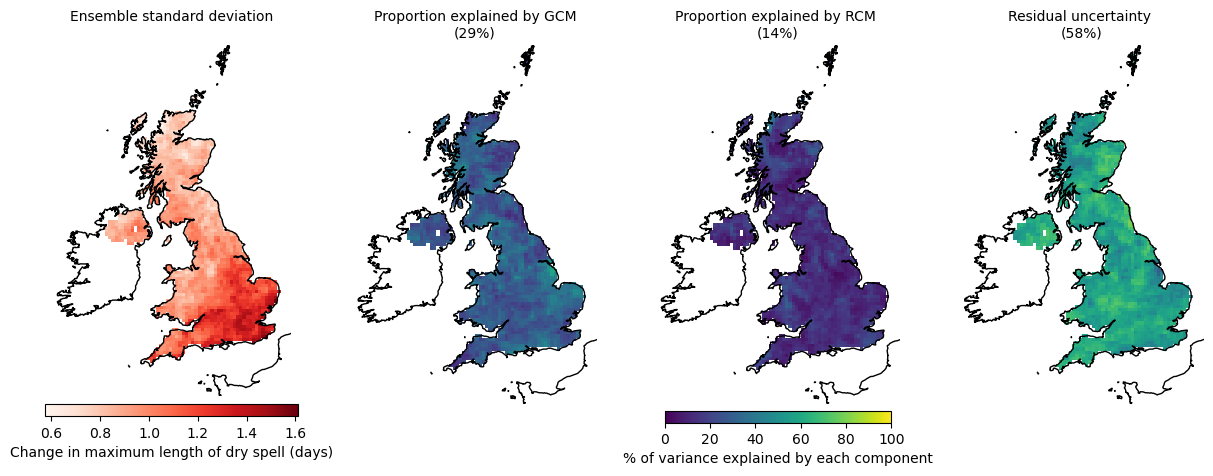 Ensemble standard deviation
Proportion explained by GCM
(29%)
Proportion explained by RCM
(14%)
Residual uncertainty
(58%)
0.6 0.8 1.0 1.2 1.4 1.6
Change in maximum length of dry spell (days)
0 20 40 60 80 100
% of variance explained by each component